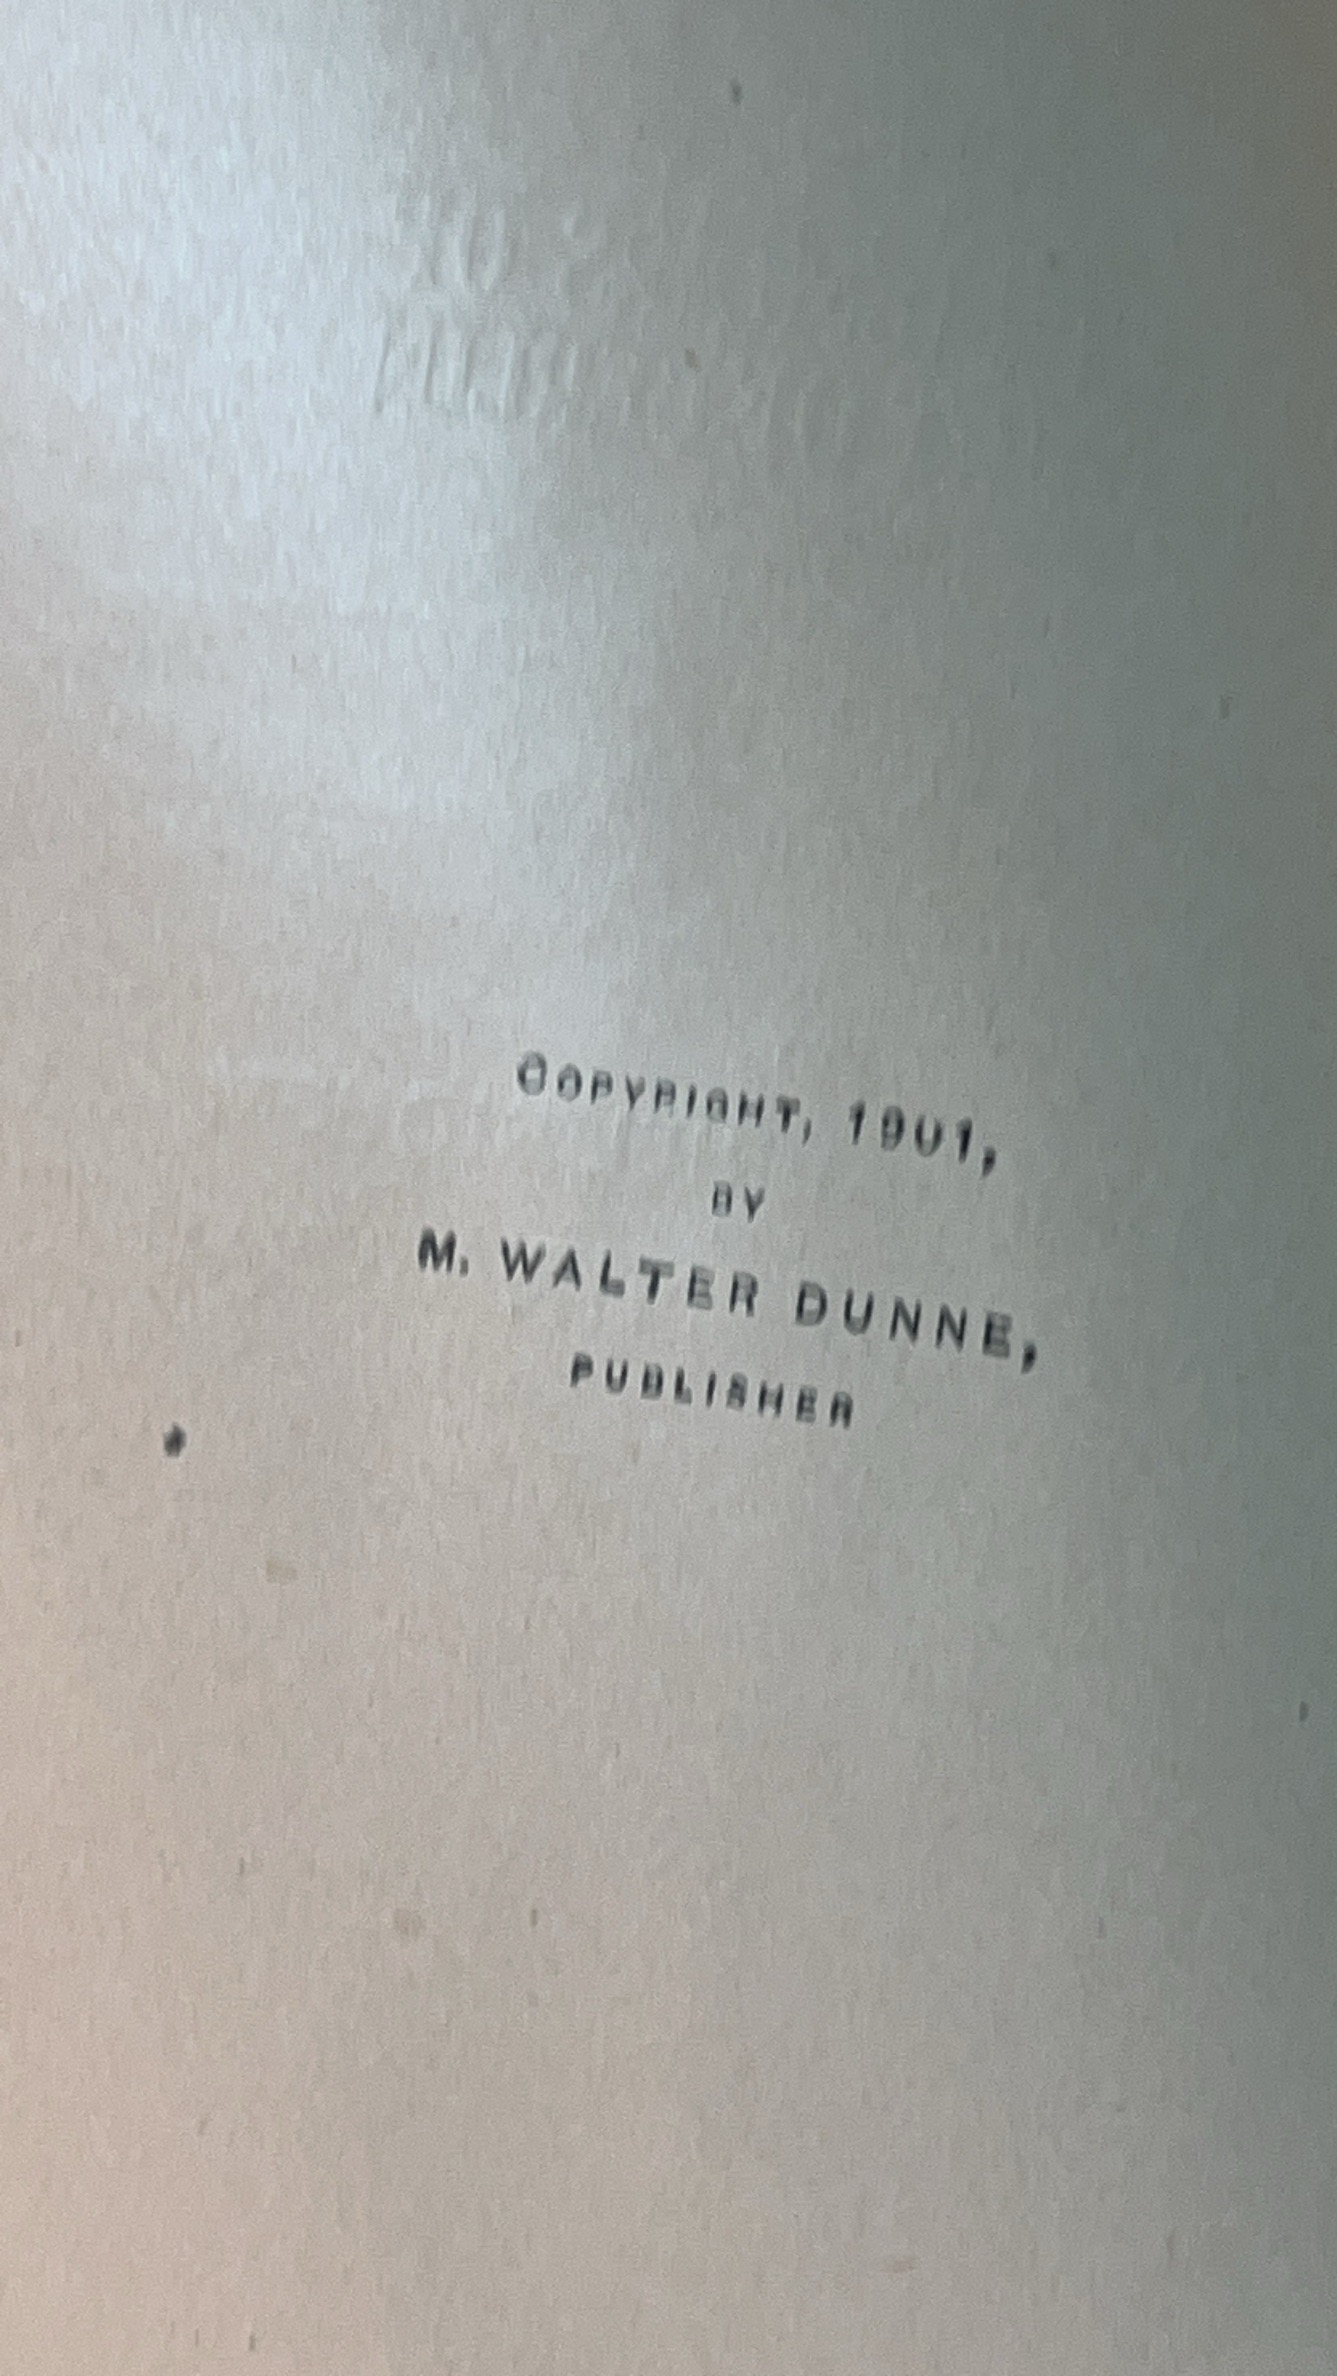 COPYRIGHT, 1901,
BY
M. WALTER DUNNE,
PUBLISHER